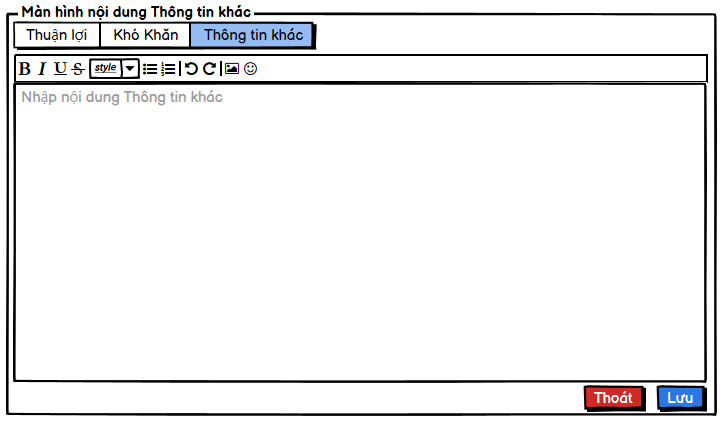 Màn hình nội dung Thông tin khác
Thuận lợi Khó Khăn Thông tin khác
B I U S style
Nhập nội dung Thông tin khác
Thoát Lưu